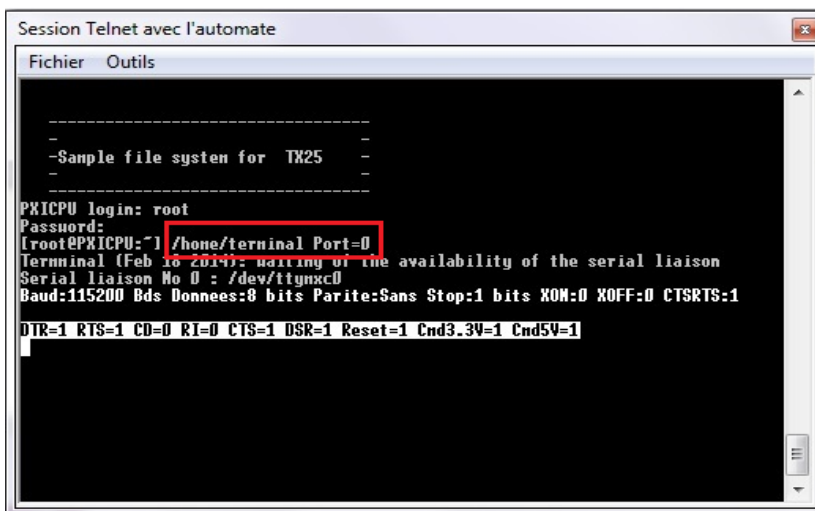 Session Telnet avec l'automate
Fichier Outils
----------------------------------
- -
-Sample file system for TX25 -
- -
----------------------------------
PXICPU login: root
Password:
[root@PXICPU:~] /home/terminal Port=0
Termninal (Feb 18 2014): waiting of the availability of the serial liaison
Serial liaison No 0 : /dev/ttymxc0
Baud:115200 Bds Donnees:8 bits Parite:Sans Stop:1 bits XON:0 XOFF:0 CTSRTS:1
DTR=1 RTS=1 CD=0 RI=0 CTS=1 DSR=1 Reset=1 Cmd3.3V=1 Cmd5V=1